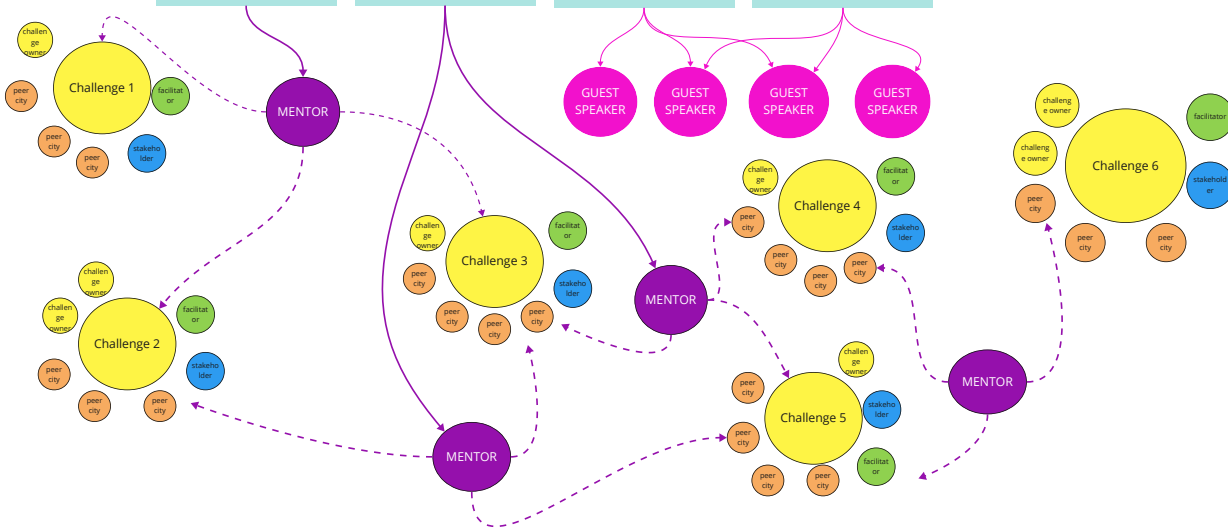 challen
ge
owner
Challenge 1
peer
city
facilitat
or
peer
city
peer
city
stakeho
lder
MENTOR
GUEST
SPEAKER
GUEST
SPEAKER
GUEST
SPEAKER
GUEST
SPEAKER
challeng
e owner
challeng
e owner
Challenge 6
facilitator
stakehold
er
peer
city
peer
city
peer
city
challen
ge
owner
Challenge 4
facilitat
or
peer
city
stakeho
lder
peer
city
peer
city
peer
city
challen
ge
owner
Challenge 3
facilitat
or
peer
city
stakeho
lder
peer
city
peer
city
peer
city
MENTOR
challen
ge
owner
challen
ge
owner
Challenge 2
facilitat
or
stakeho
lder
peer
city
peer
city
peer
city
MENTOR
challen
ge
owner
peer
city
Challenge 5
stakeho
lder
peer
city
facilitat
or
peer
city
peer
city
MENTOR